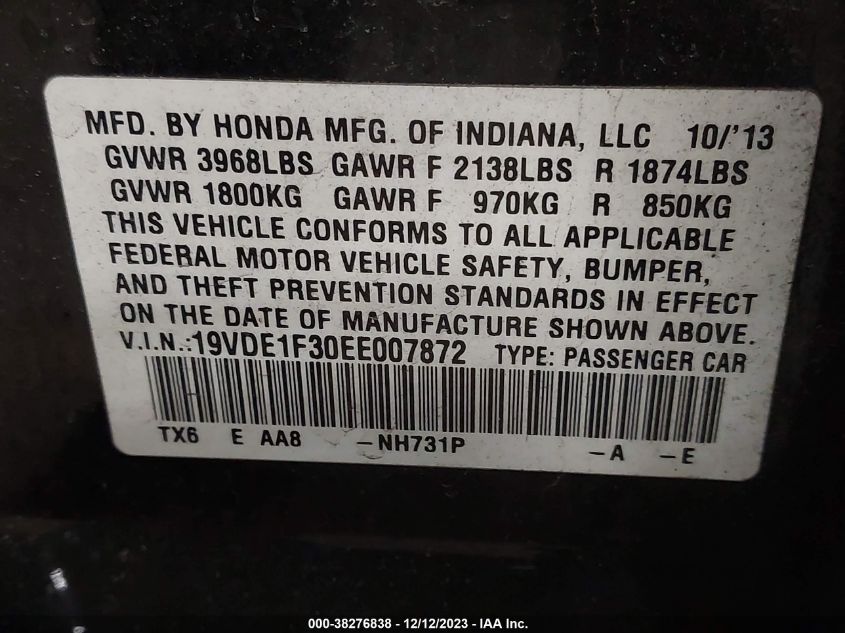 MFD. BY HONDA MFG. OF INDIANA, LLC 10/'13
GVWR 3968LBS GAWR F 2138LBS R 1874LBS
GVWR 1800KG GAWR F 970KG R 850KG
THIS VEHICLE CONFORMS TO ALL APPLICABLE
FEDERAL MOTOR VEHICLE SAFETY, BUMPER,
AND THEFT PREVENTION STANDARDS IN EFFECT
ON THE DATE OF MANUFACTURE SHOWN ABOVE.
V.I.N.:19VDE1F30EE007872 TYPE: PASSENGER CAR
TX6 E AA8 -NH731P -A -E
000-38276838 - 12/12/2023 - IAA Inc.